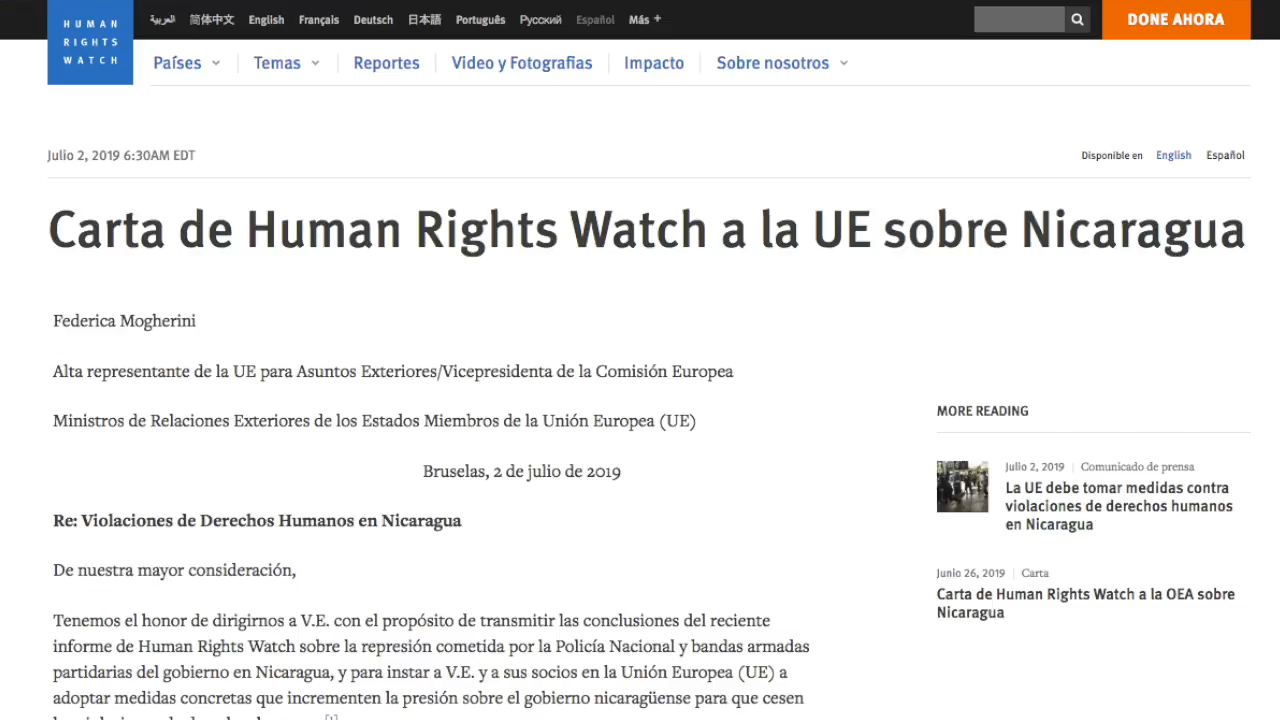 HUMAN
RIGHTS
WATCH
العربية 简体中文 English Français Deutsch 日本語 Português Русский Español Más +
DONE AHORA
Países Temas Reportes Video y Fotografias Impacto Sobre nosotros
Julio 2, 2019 6:30AM EDT
Disponible en English Español
Carta de Human Rights Watch a la UE sobre Nicaragua
Federica Mogherini
Alta representante de la UE para Asuntos Exteriores/Vicepresidenta de la Comisión Europea
Ministros de Relaciones Exteriores de los Estados Miembros de la Unión Europea (UE)
Bruselas, 2 de julio de 2019
Re: Violaciones de Derechos Humanos en Nicaragua
De nuestra mayor consideración,
Tenemos el honor de dirigirnos a V.E. con el propósito de transmitir las conclusiones del reciente
informe de Human Rights Watch sobre la represión cometida por la Policía Nacional y bandas armadas
partidarias del gobierno en Nicaragua, y para instar a V.E. y a sus socios en la Unión Europea (UE) a
adoptar medidas concretas que incrementen la presión sobre el gobierno nicaragüense para que cesen
[1]
MORE READING
Julio 2, 2019 | Comunicado de prensa
La UE debe tomar medidas contra
violaciones de derechos humanos
en Nicaragua
Junio 26, 2019 | Carta
Carta de Human Rights Watch a la OEA sobre
Nicaragua